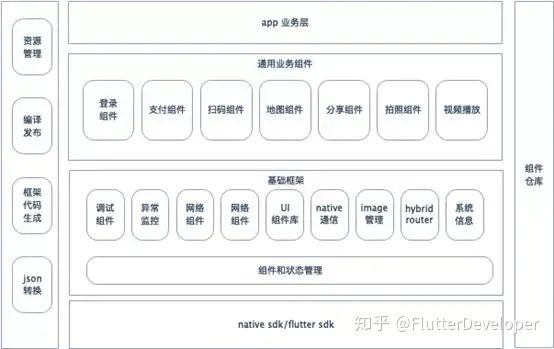 资源
管理
编译
发布
框架
代码
生成
json
转换
app 业务层
通用业务组件
登录
组件
支付组件
扫码组件
地图组件
分享组件
拍照组件
视频播放
基础框架
调试
组件
异常
监控
网络
组件
网络
组件
UI
组件库
native
通信
image
管理
hybrid
router
系统
信息
组件和状态管理
native sdk/flutter sdk
组件
仓库
知乎 @FlutterDeveloper